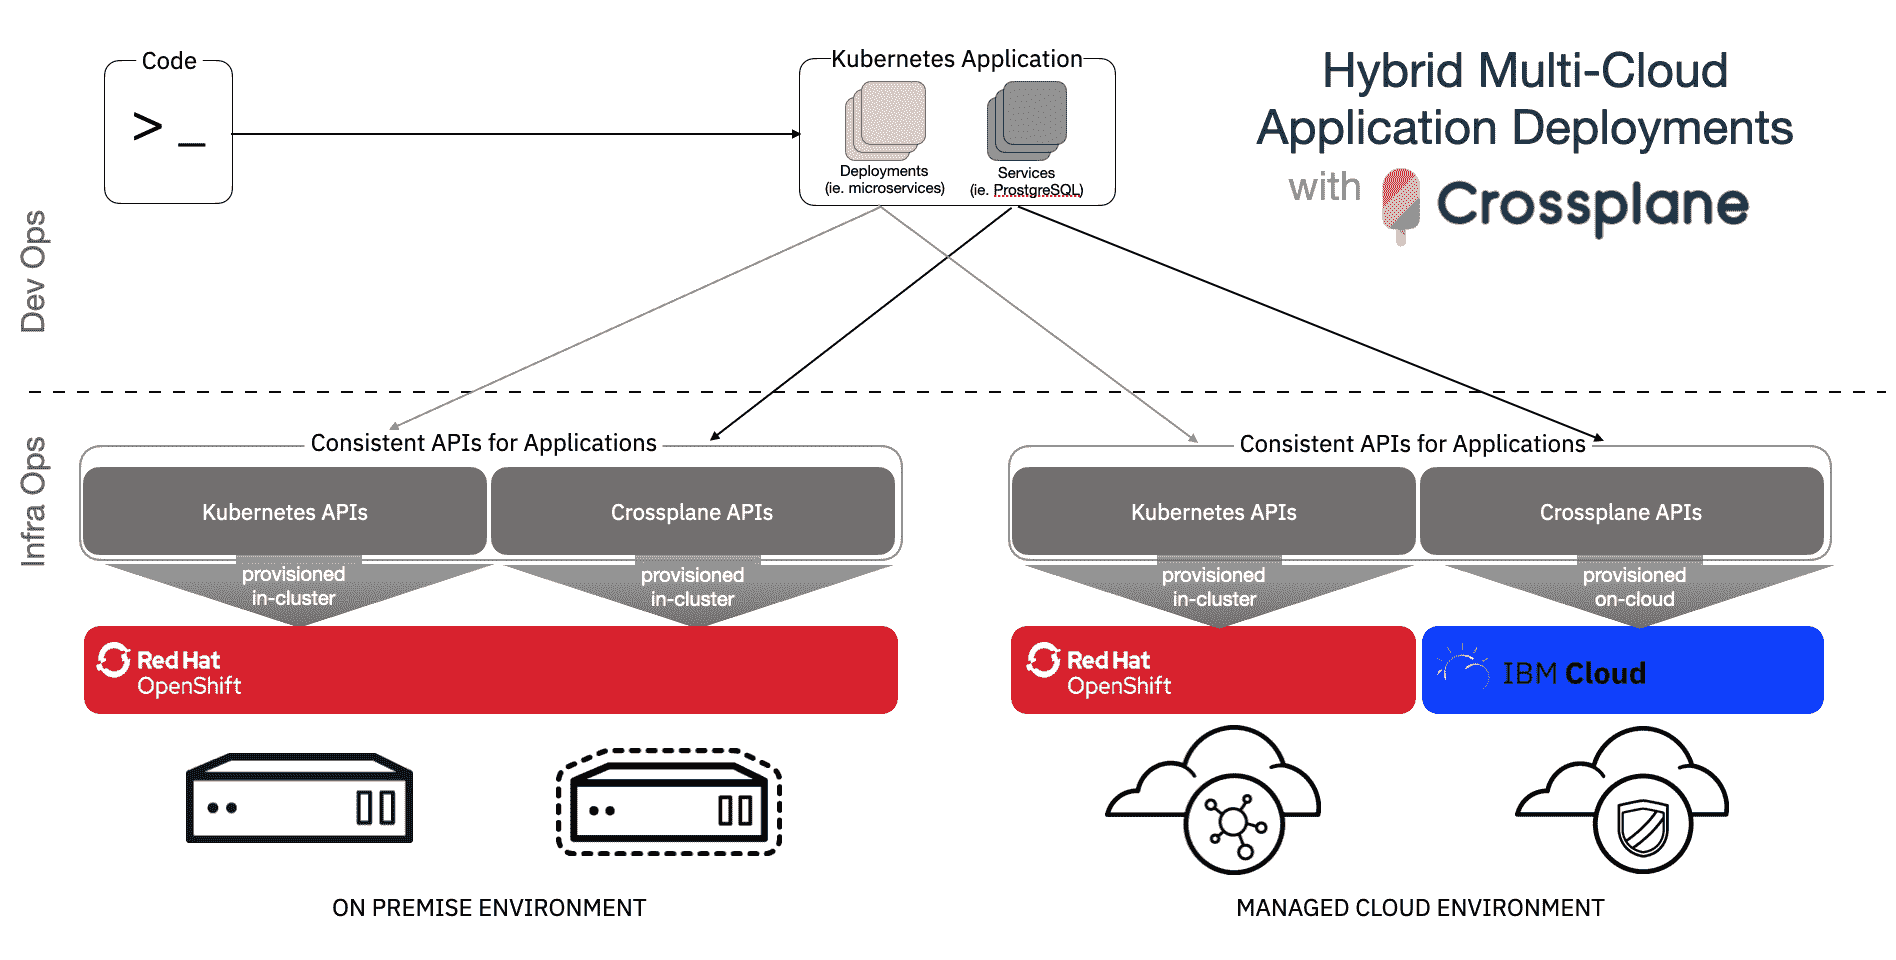 Code
>_
Kubernetes Application
Deployments
(ie. microservices)
Services
(ie. ProstgreSQL)
Hybrid Multi-Cloud
Application Deployments
with Crossplane
Dev Ops
Infra Ops
Consistent APIs for Applications
Kubernetes APIs
Crossplane APIs
provisioned
in-cluster
provisioned
in-cluster
Red Hat
OpenShift
ON PREMISE ENVIRONMENT
Consistent APIs for Applications
Kubernetes APIs
Crossplane APIs
provisioned
in-cluster
provisioned
on-cloud
Red Hat
OpenShift
IBM Cloud
MANAGED CLOUD ENVIRONMENT